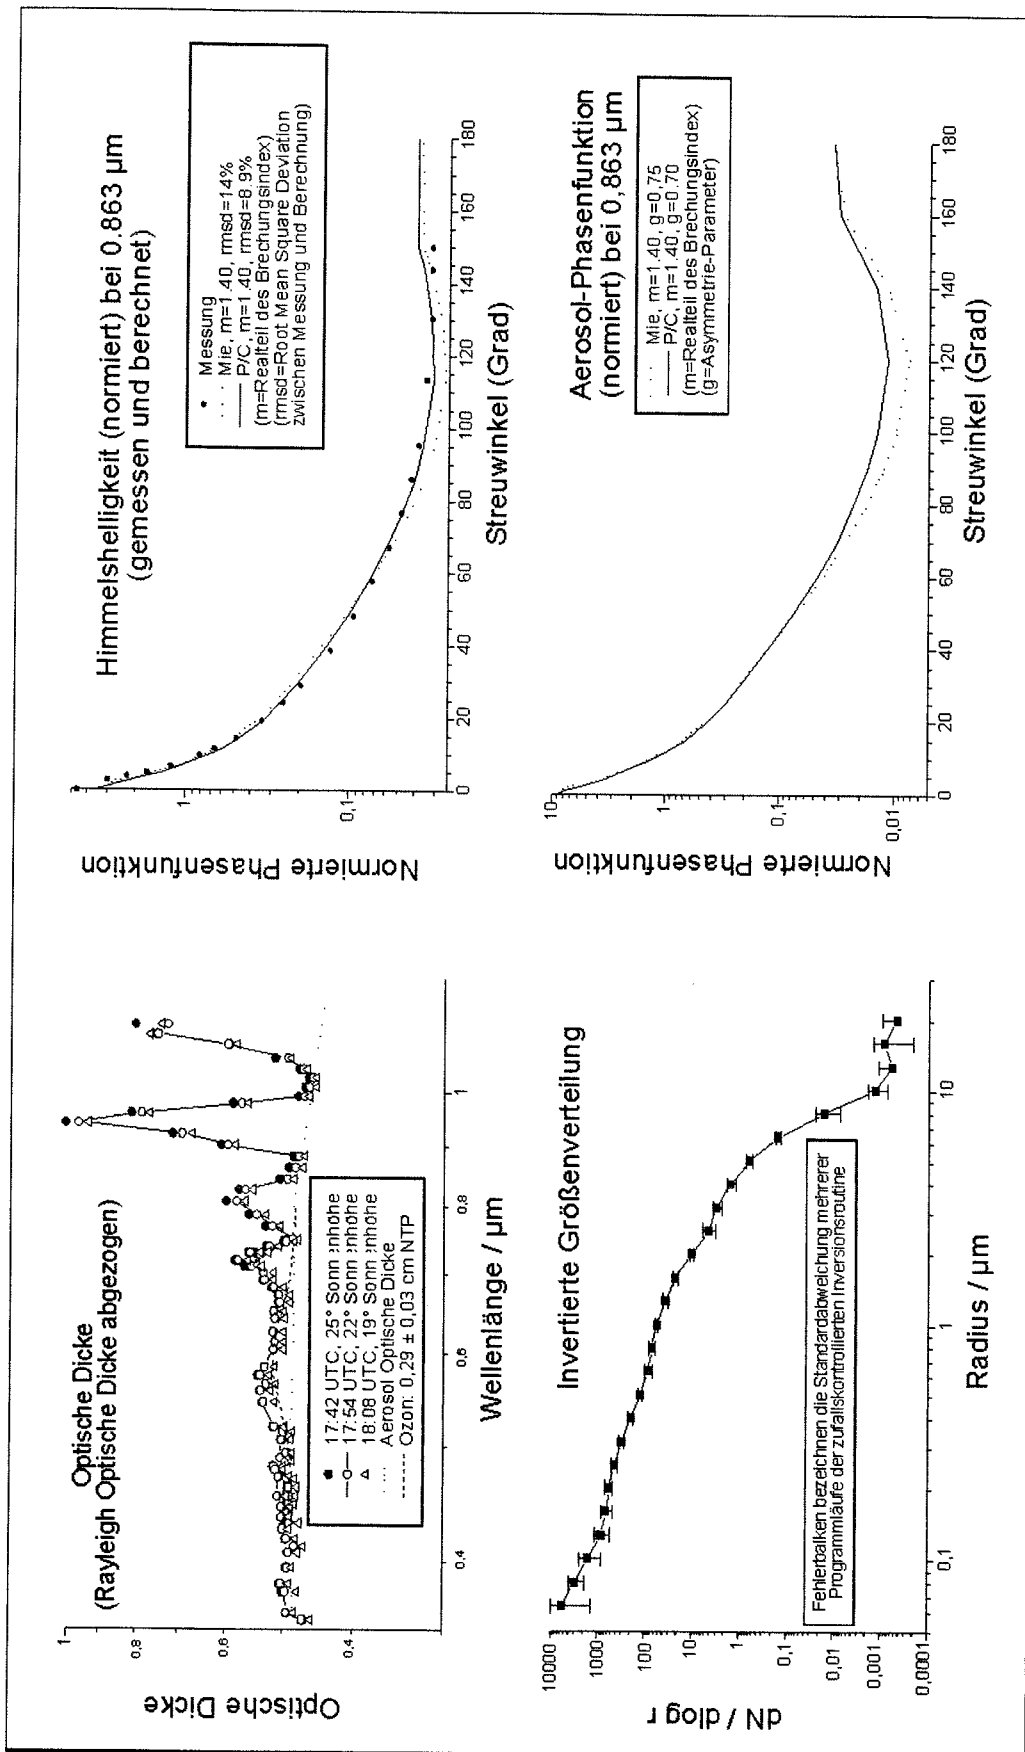 Optische Dicke
(Rayleigh Optische Dicke abgezogen)
Optische Dicke
1
0,8
0,6
0,4
17:42 UTC, 25° Sonn enhöhe
17:54 UTC, 22° Sonn enhöhe
18:08 UTC, 19° Sonn enhöhe
Aerosol Optische Dicke
Ozon: 0,29 ± 0,03 cm NTP
0,4
0,6
0,8
1
Wellenlänge / µm
Himmelshelligkeit (normiert) bei 0.863 µm
(gemessen und berechnet)
Normierte Phasenfunktion
1
0,1
Messung
Mie, m=1.40, rmsd=14%
P/C, m=1.40, rmsd=8.9%
(m=Realteil des Brechungsindex)
(rmsd=Root Mean Square Deviation
zwischen Messung und Berechnung)
0 20 40 60 80 100 120 140 160 180
Streuwinkel (Grad)
Invertierte Größenverteilung
dN / dlog r
10000
1000
100
10
1
0,1
0,01
0,001
0,0001
Fehlerbalken bezeichnen die Standardabweichung mehrerer
Programmläufe der zufallskontrollierten Inversionsroutine
0,1
1
10
Radius / µm
Aerosol-Phasenfunktion
(normiert) bei 0,863 µm
Normierte Phasenfunktion
10
1
0,1
0,01
Mie, m=1.40, g=0,75
P/C, m=1.40, g=0.70
(m=Realteil des Brechungsindex)
(g=Asymmetrie-Parameter)
0 20 40 60 80 100 120 140 160 180
Streuwinkel (Grad)